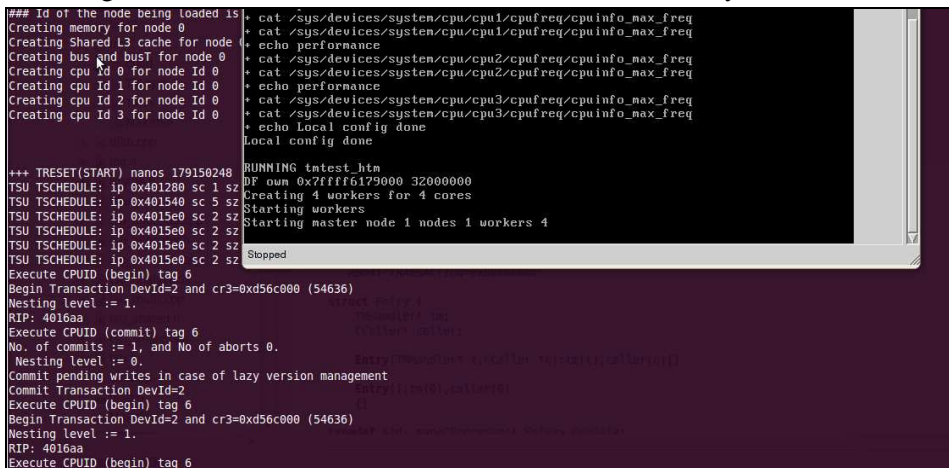 ### Id of the node being loaded is
Creating memory for node 0
Creating Shared L3 cache for node
Creating bus and busT for node 0
Creating cpu Id 0 for node Id 0
Creating cpu Id 1 for node Id 0
Creating cpu Id 2 for node Id 0
Creating cpu Id 3 for node Id 0
+++ TRESET(START) nanos 179150248
TSU TSCHEDULE: ip 0x401280 sc 1 sz
TSU TSCHEDULE: ip 0x401540 sc 5 sz
TSU TSCHEDULE: ip 0x4015e0 sc 2 sz
TSU TSCHEDULE: ip 0x4015e0 sc 2 sz
TSU TSCHEDULE: ip 0x4015e0 sc 2 sz
TSU TSCHEDULE: ip 0x4015e0 sc 2 sz
Execute CPUID (begin) tag 6
Begin Transaction DevId=2 and cr3=0xd56c000 (54636)
Nesting level := 1.
RIP: 4016aa
Execute CPUID (commit) tag 6
No. of commits := 1, and No of aborts 0.
Nesting level := 0.
Commit pending writes in case of lazy version management
Commit Transaction DevId=2
Execute CPUID (begin) tag 6
Begin Transaction DevId=2 and cr3=0xd56c000 (54636)
Nesting level := 1.
RIP: 4016aa
Execute CPUID (begin) tag 6
+ cat /sys/devices/system/cpu/cpu1/cpufreq/cpuinfo_max_freq
+ cat /sys/devices/system/cpu/cpu1/cpufreq/cpuinfo_max_freq
+ echo performance
+ cat /sys/devices/system/cpu/cpu2/cpufreq/cpuinfo_max_freq
+ cat /sys/devices/system/cpu/cpu2/cpufreq/cpuinfo_max_freq
+ echo performance
+ cat /sys/devices/system/cpu/cpu3/cpufreq/cpuinfo_max_freq
+ cat /sys/devices/system/cpu/cpu3/cpufreq/cpuinfo_max_freq
+ echo Local config done
Local config done
RUNNING tmtest_htm
DF owm 0x7ffff6179000 32000000
Creating 4 workers for 4 cores
Starting workers
Starting master node 1 nodes 1 workers 4
Stopped